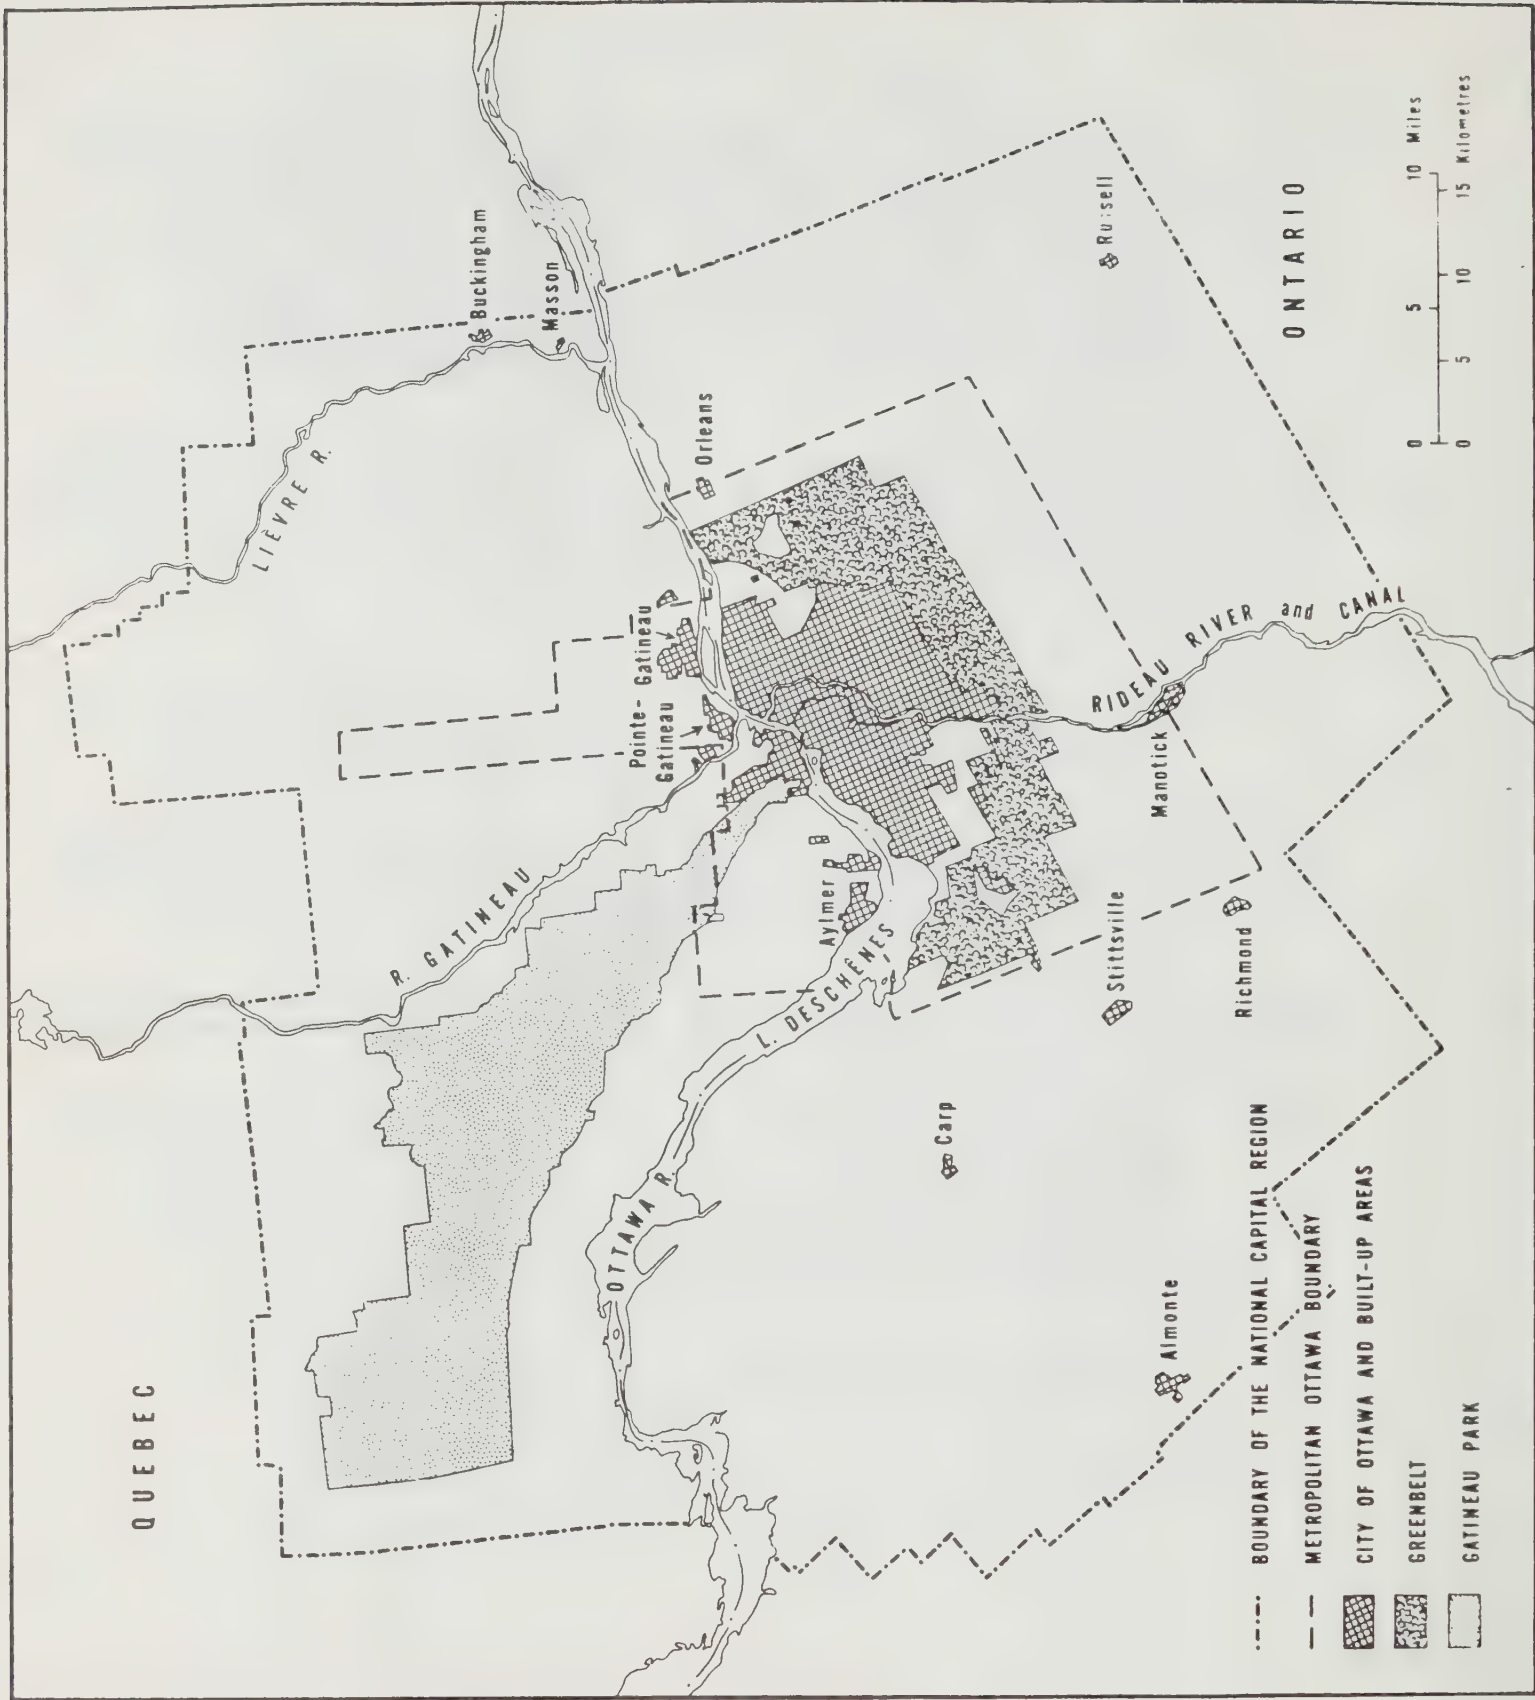 QUEBEC
LIÈVRE R.
Buckingham
Masson
R. GATINEAU
Pointe-
Gatineau
Gatineau
Orleans
Aylmer
L. DESCHÊNES
OTTAWA R.
Carp
Almonte
Stittsville
Richmond
Manotick
RIDEAU RIVER and CANAL
Russell
ONTARIO
BOUNDARY OF THE NATIONAL CAPITAL REGION
METROPOLITAN OTTAWA BOUNDARY
CITY OF OTTAWA AND BUILT-UP AREAS
GREENBELT
GATINEAU PARK
0 5 10 Miles
0 5 10 15 Kilometres